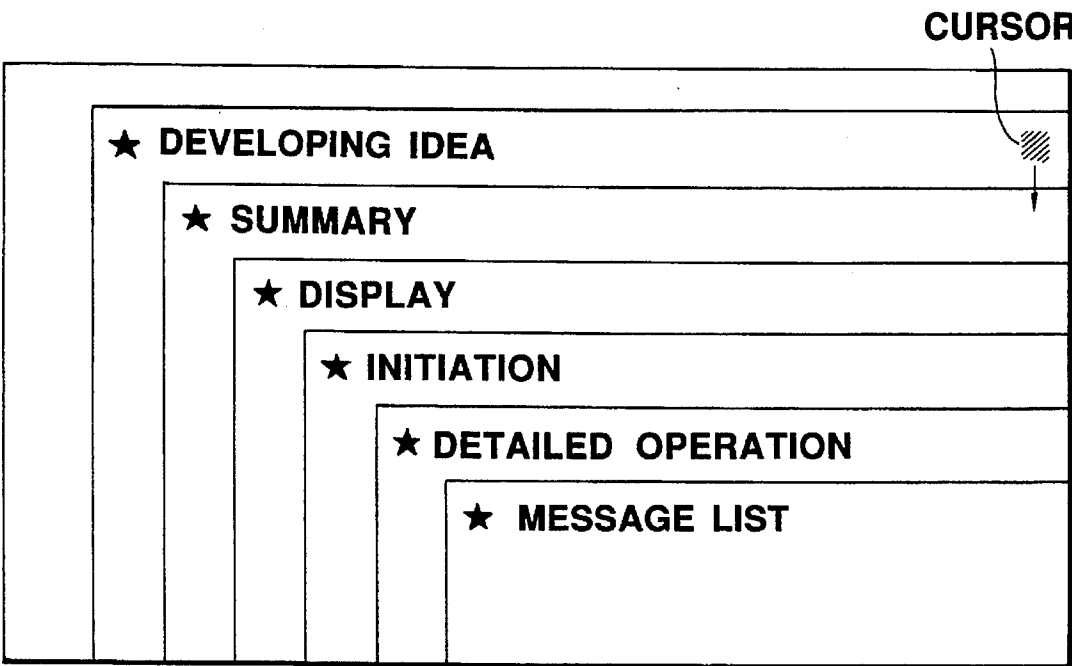 CURSOR
★ DEVELOPING IDEA
★ SUMMARY
★ DISPLAY
★ INITIATION
★ DETAILED OPERATION
★ MESSAGE LIST